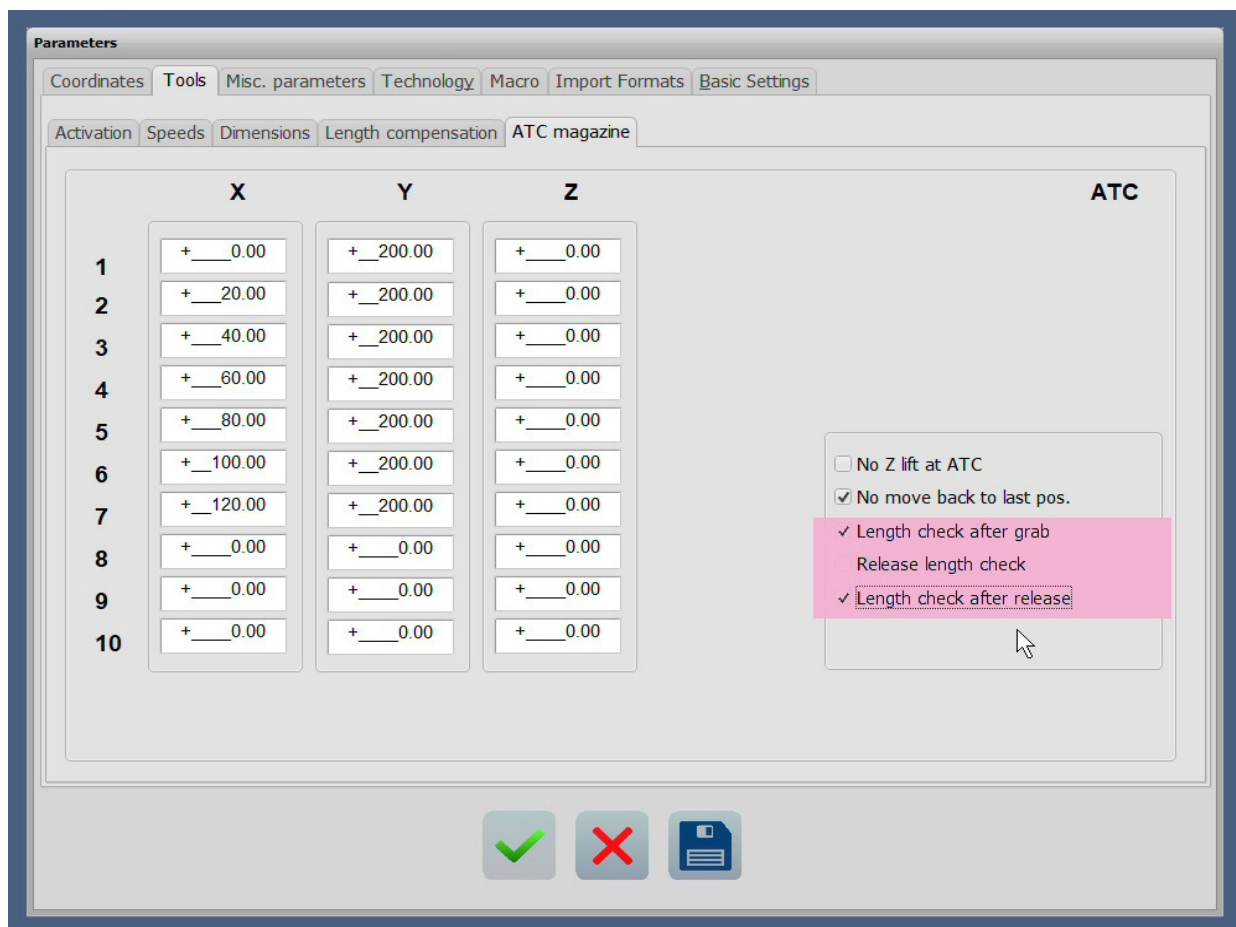 Parameters
Coordinates Tools Misc. parameters Technology Macro Import Formats Basic Settings
Activation Speeds Dimensions Length compensation ATC magazine
X Y Z ATC
1 +____0.00 +__200.00 +____0.00
2 +___20.00 +__200.00 +____0.00
3 +___40.00 +__200.00 +____0.00
4 +___60.00 +__200.00 +____0.00
5 +___80.00 +__200.00 +____0.00
6 +__100.00 +__200.00 +____0.00
7 +__120.00 +__200.00 +____0.00
8 +____0.00 +____0.00 +____0.00
9 +____0.00 +____0.00 +____0.00
10 +____0.00 +____0.00 +____0.00
No Z lift at ATC
No move back to last pos.
Length check after grab
Release length check
Length check after release